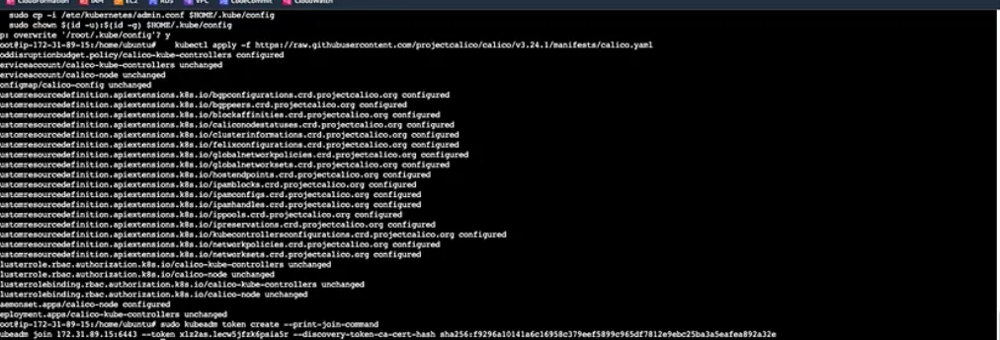 CloudFormation IAM EC2 RDS VPC CodeCommit CloudWatch
sudo cp -i /etc/kubernetes/admin.conf $HOME/.kube/config
sudo chown $(id -u):$(id -g) $HOME/.kube/config
p: overwrite '/root/.kube/config'? y
oot@ip-172-31-89-15:/home/ubuntu# kubectl apply -f https://raw.githubusercontent.com/projectcalico/calico/v3.24.1/manifests/calico.yaml
oddisruptionbudget.policy/calico-kube-controllers configured
erviceaccount/calico-kube-controllers unchanged
erviceaccount/calico-node unchanged
onfigmap/calico-config unchanged
ustomresourcedefinition.apiextensions.k8s.io/bgpconfigurations.crd.projectcalico.org configured
ustomresourcedefinition.apiextensions.k8s.io/bgppeers.crd.projectcalico.org configured
ustomresourcedefinition.apiextensions.k8s.io/blockaffinities.crd.projectcalico.org configured
ustomresourcedefinition.apiextensions.k8s.io/caliconodestatuses.crd.projectcalico.org configured
ustomresourcedefinition.apiextensions.k8s.io/clusterinformations.crd.projectcalico.org configured
ustomresourcedefinition.apiextensions.k8s.io/felixconfigurations.crd.projectcalico.org configured
ustomresourcedefinition.apiextensions.k8s.io/globalnetworkpolicies.crd.projectcalico.org configured
ustomresourcedefinition.apiextensions.k8s.io/globalnetworksets.crd.projectcalico.org configured
ustomresourcedefinition.apiextensions.k8s.io/hostendpoints.crd.projectcalico.org configured
ustomresourcedefinition.apiextensions.k8s.io/ipamblocks.crd.projectcalico.org configured
ustomresourcedefinition.apiextensions.k8s.io/ipamconfigs.crd.projectcalico.org configured
ustomresourcedefinition.apiextensions.k8s.io/ipamhandles.crd.projectcalico.org configured
ustomresourcedefinition.apiextensions.k8s.io/ippools.crd.projectcalico.org configured
ustomresourcedefinition.apiextensions.k8s.io/ipreservations.crd.projectcalico.org configured
ustomresourcedefinition.apiextensions.k8s.io/kubecontrollersconfigurations.crd.projectcalico.org configured
ustomresourcedefinition.apiextensions.k8s.io/networkpolicies.crd.projectcalico.org configured
ustomresourcedefinition.apiextensions.k8s.io/networksets.crd.projectcalico.org configured
lusterrole.rbac.authorization.k8s.io/calico-kube-controllers unchanged
lusterrole.rbac.authorization.k8s.io/calico-node unchanged
lusterrolebinding.rbac.authorization.k8s.io/calico-kube-controllers unchanged
lusterrolebinding.rbac.authorization.k8s.io/calico-node unchanged
aemonset.apps/calico-node configured
eployment.apps/calico-kube-controllers unchanged
oot@ip-172-31-89-15:/home/ubuntu# sudo kubeadm token create --print-join-command
ubeadm join 172.31.89.15:6443 --token xlz2as.lecw5jfzk6psia5r --discovery-token-ca-cert-hash sha256:f9296a10141a6c16958c379eef5899c965df7812e9ebc25ba3a5eafea892a32e